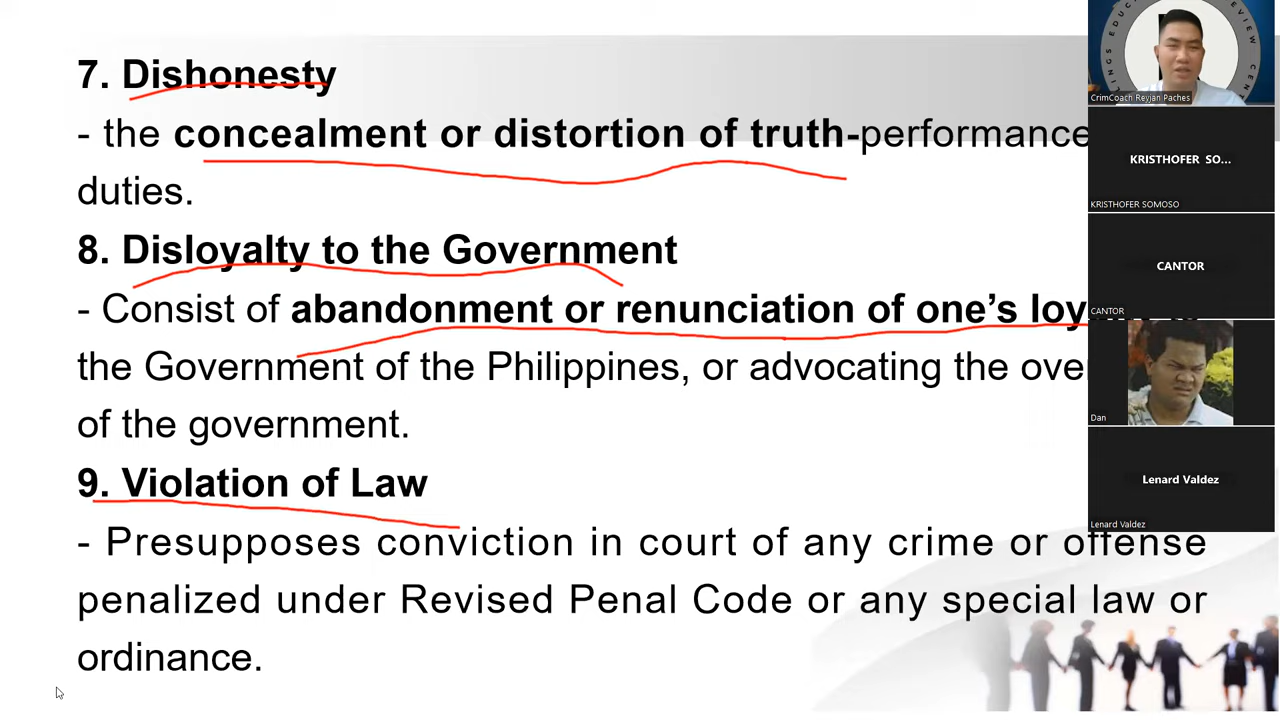 7. Dishonesty
- the concealment or distortion of truth-performance
duties.
8. Disloyalty to the Government
- Consist of abandonment or renunciation of one's
the Government of the Philippines, or advocating the
of the government.
9. Violation of Law
- Presupposes conviction in court of any crime or offense
penalized under Revised Penal Code or any special law or
ordinance.
CrimCoach Reyjan Paches
KRISTHOFER SO...
KRISTHOFER SOMOSO
CANTOR
CANTOR
Dan
Lenard Valdez
Lenard Valdez